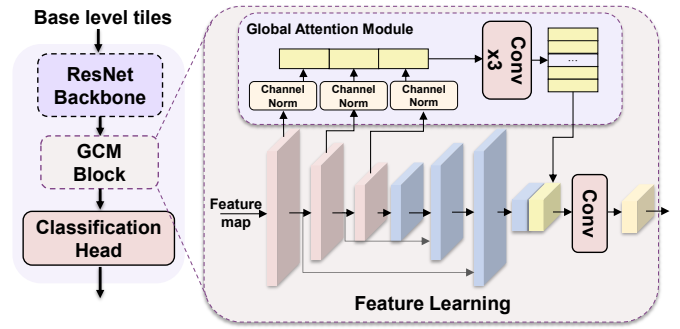 Base level tiles
ResNet
Backbone
GCM
Block
Classification
Head
Global Attention Module
Channel
Norm
Channel
Norm
Channel
Norm
Conv
x3
...
Feature
map
Conv
Feature Learning